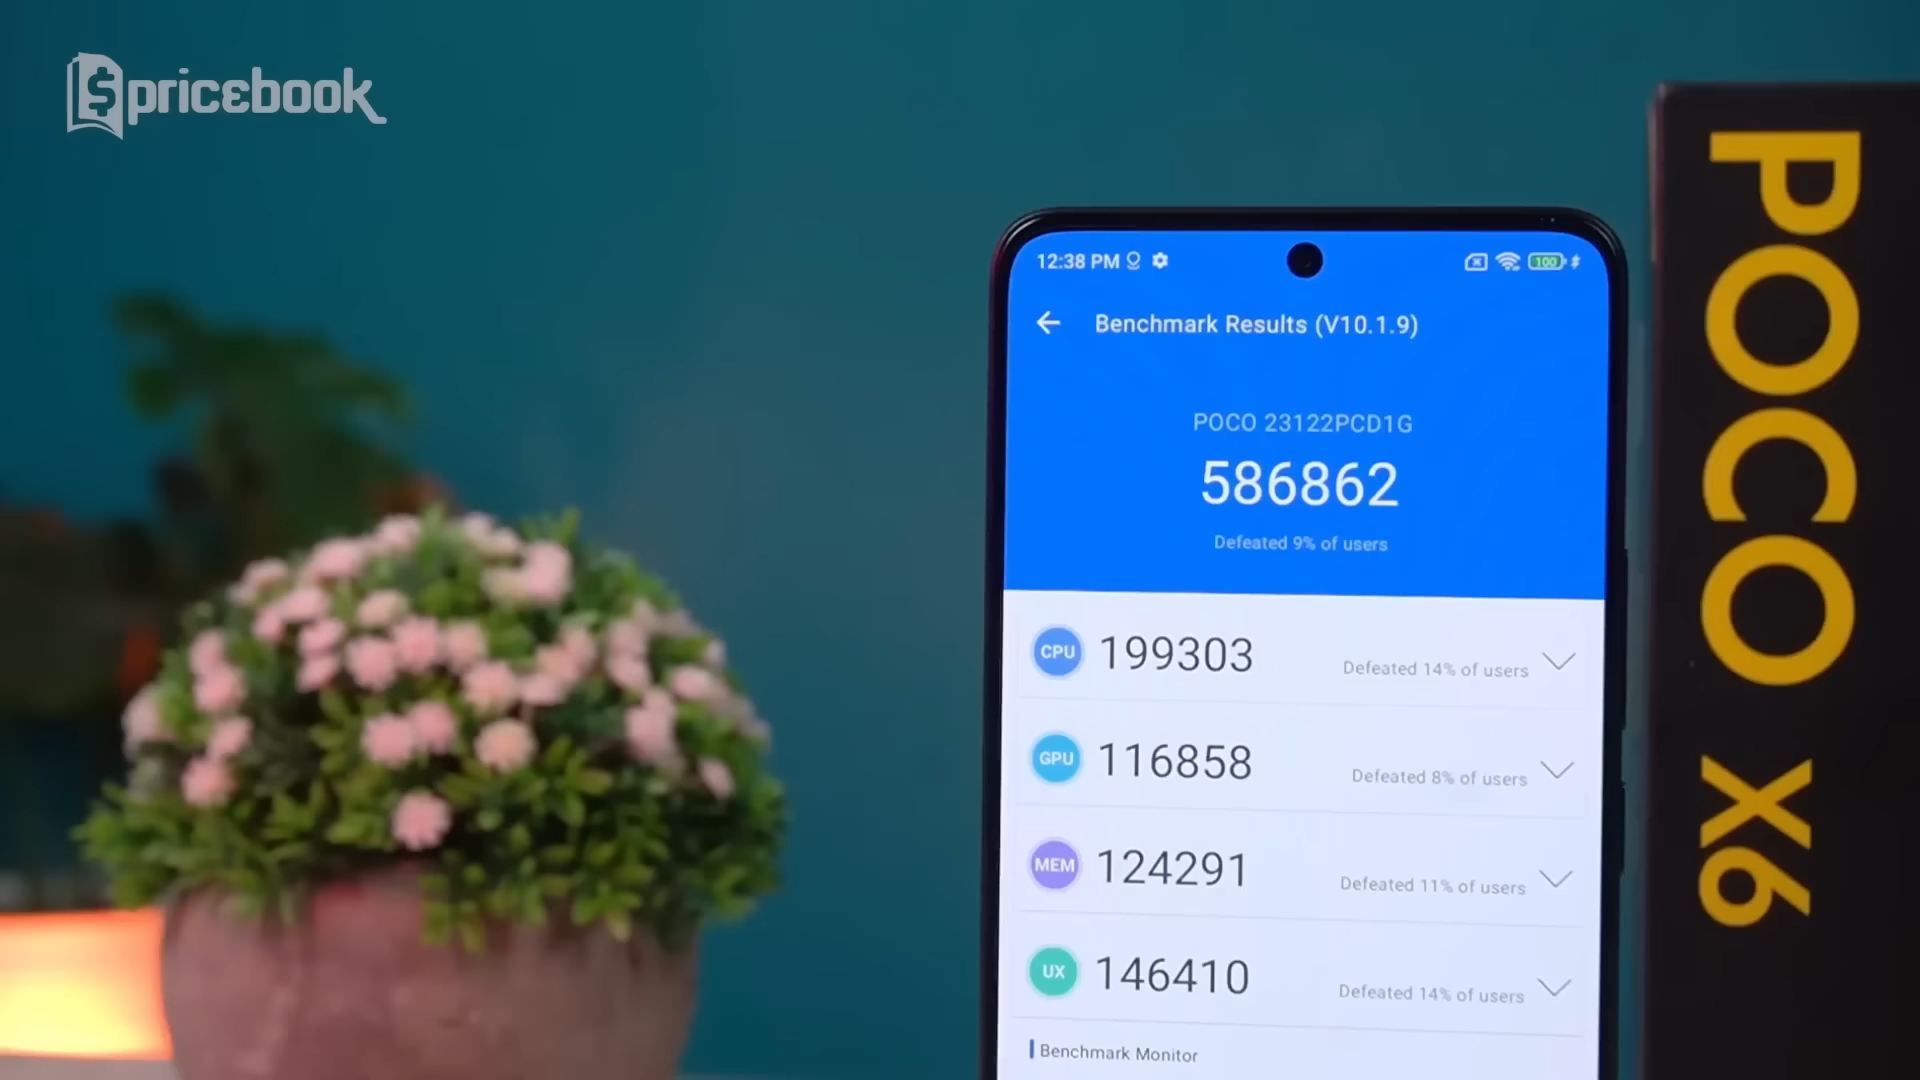 pricebook
12:38 PM
100
Benchmark Results (V10.1.9)
POCO 23122PCD1G
586862
Defeated 9% of users
CPU 199303 Defeated 14% of users
GPU 116858 Defeated 8% of users
MEM 124291 Defeated 11% of users
UX 146410 Defeated 14% of users
Benchmark Monitor
POCO X6